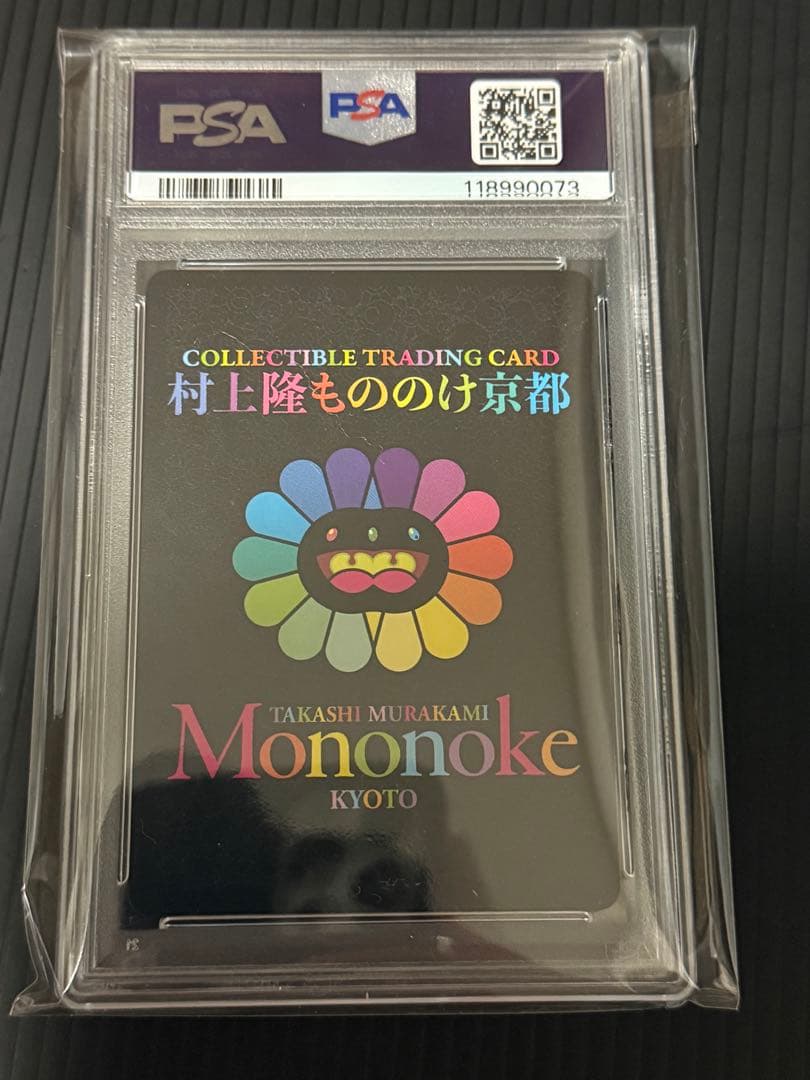 PSA
PSA
118990073
COLLECTIBLE TRADING CARD
村上隆もののけ京都
TAKASHI MURAKAMI
Mononoke
KYOTO